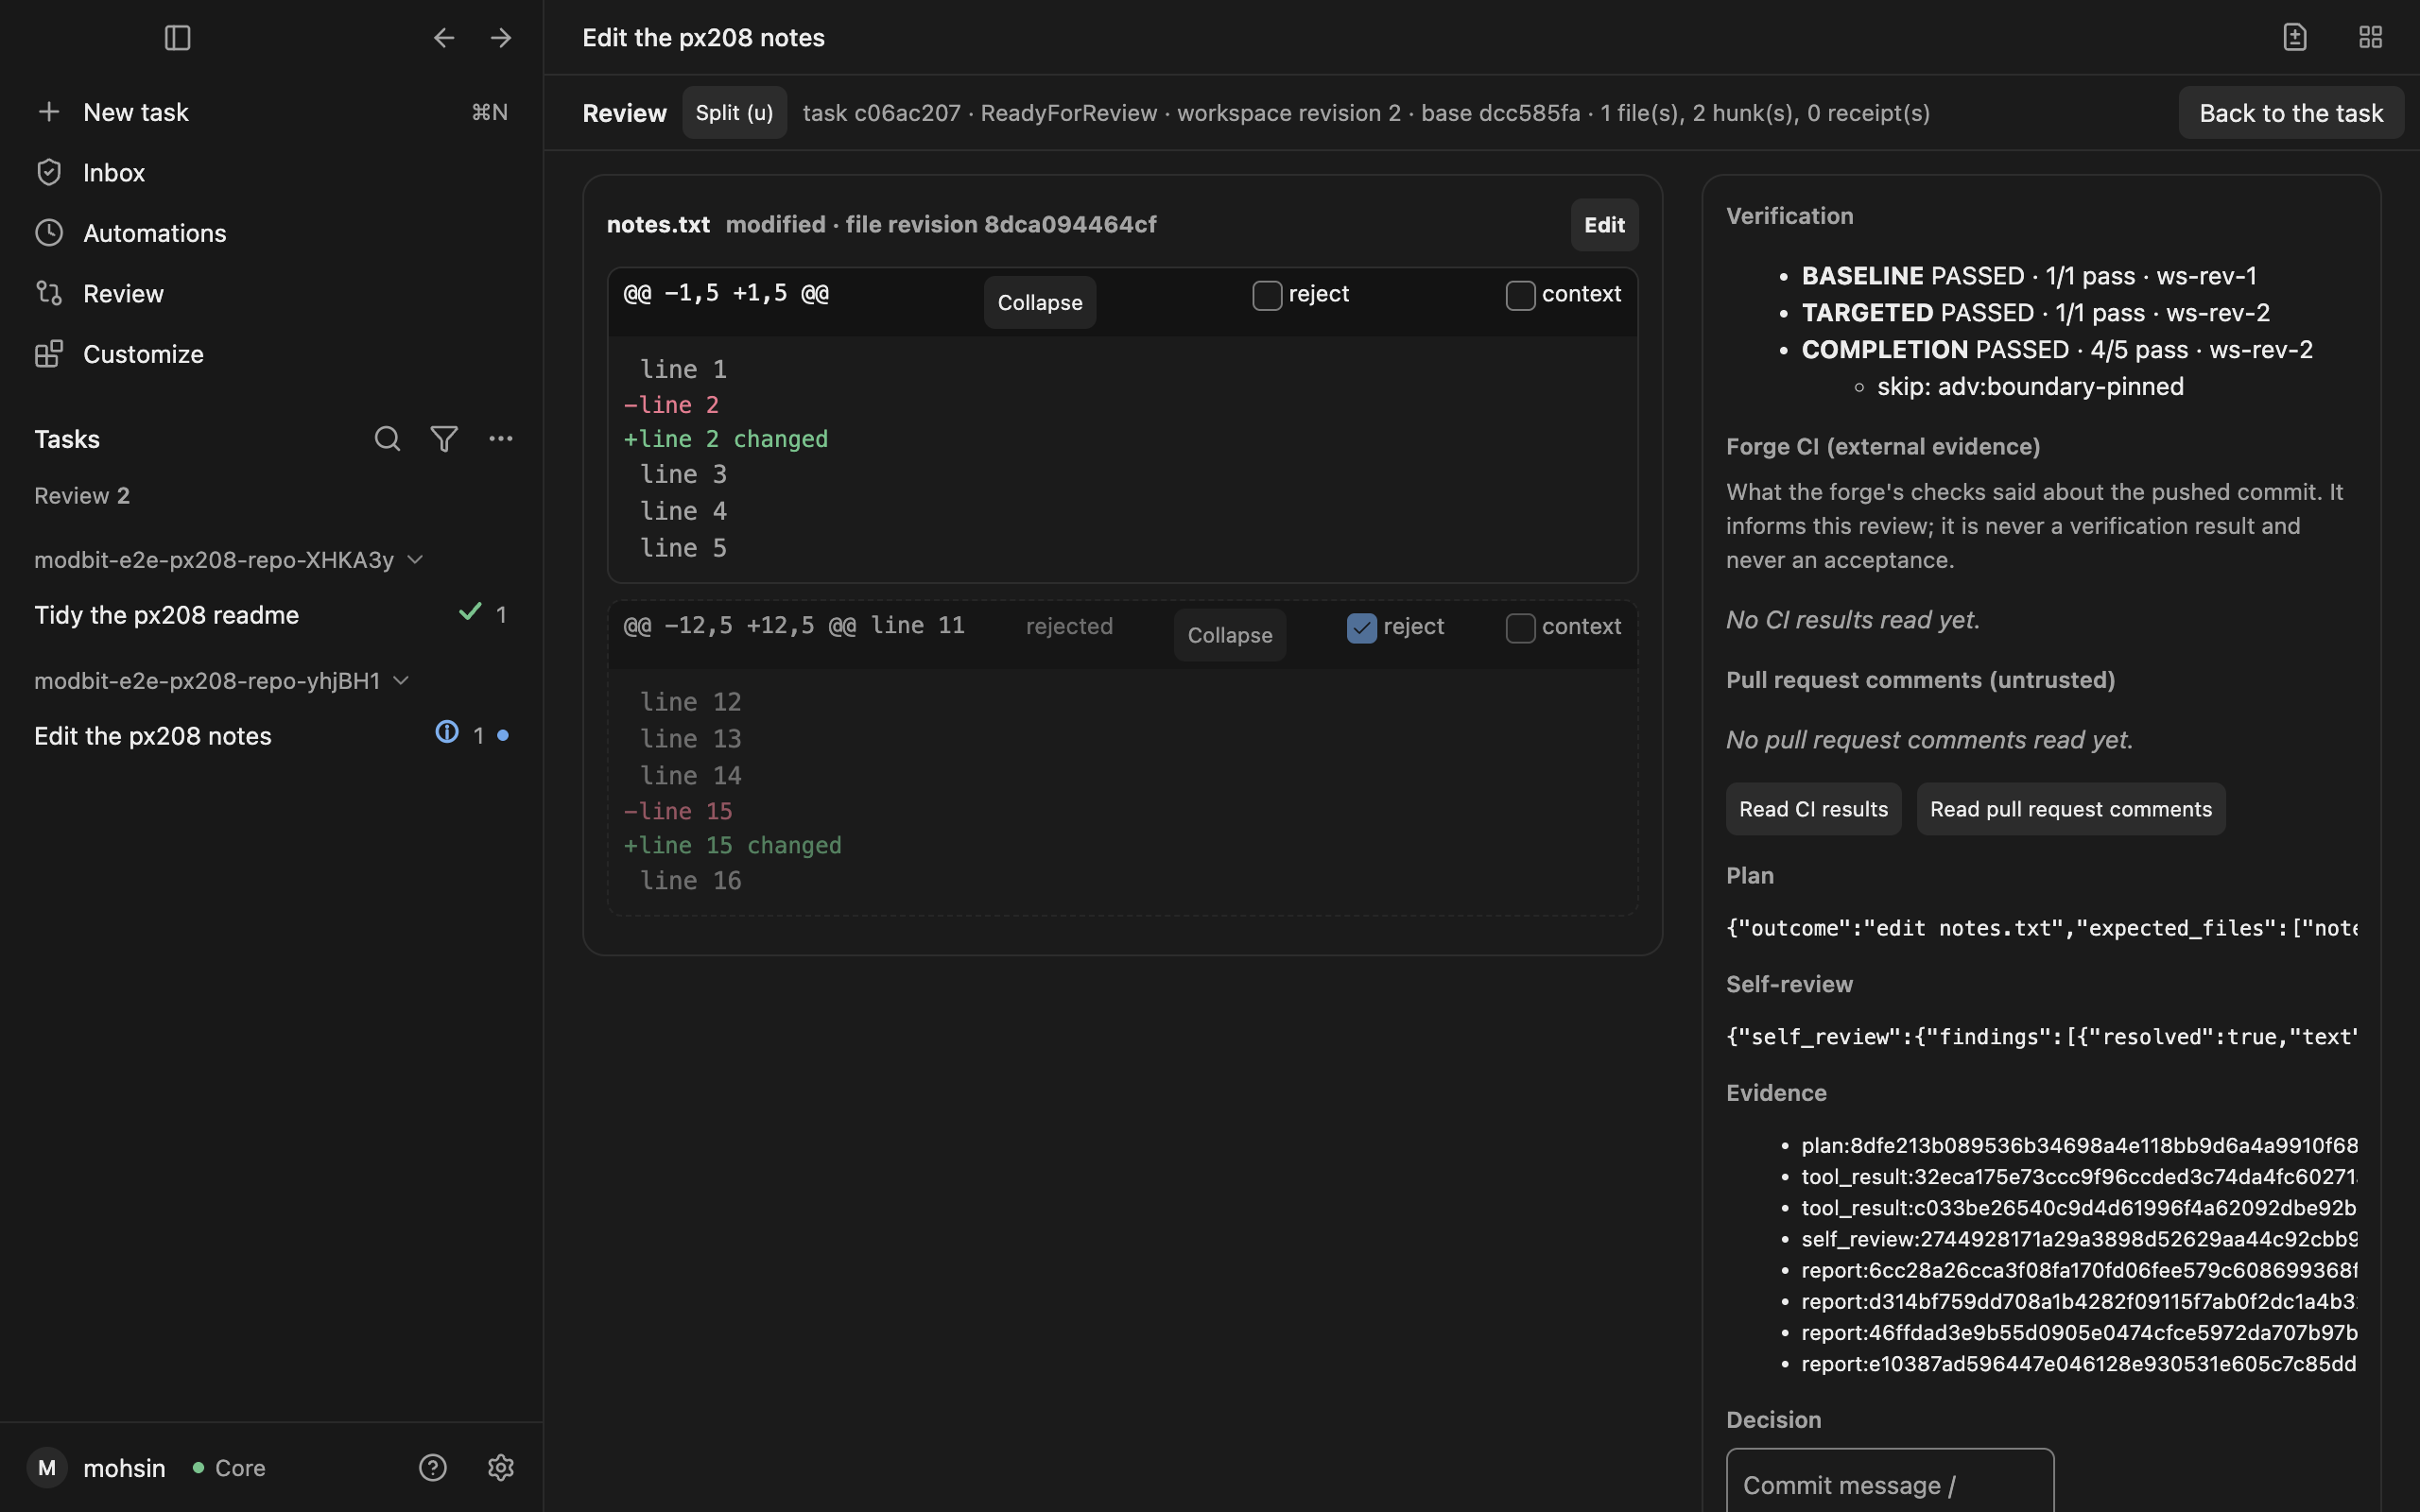 Edit the px208 notes
New task ⌘N
Inbox
Automations
Review
Customize
Tasks
Review 2
modbit-e2e-px208-repo-XHKA3y
Tidy the px208 readme 1
modbit-e2e-px208-repo-yhjBH1
Edit the px208 notes 1
M mohsin Core
Review Split (u) task c06ac207 · ReadyForReview · workspace revision 2 · base dcc585fa · 1 file(s), 2 hunk(s), 0 receipt(s) Back to the task
notes.txt modified · file revision 8dca094464cf Edit
@@ -1,5 +1,5 @@ Collapse reject context
line 1
-line 2
+line 2 changed
line 3
line 4
line 5
@@ -12,5 +12,5 @@ line 11 rejected Collapse reject context
line 12
line 13
line 14
-line 15
+line 15 changed
line 16
Verification
• BASELINE PASSED · 1/1 pass · ws-rev-1
• TARGETED PASSED · 1/1 pass · ws-rev-2
• COMPLETION PASSED · 4/5 pass · ws-rev-2
◦ skip: adv:boundary-pinned
Forge CI (external evidence)
What the forge's checks said about the pushed commit. It
informs this review; it is never a verification result and
never an acceptance.
No CI results read yet.
Pull request comments (untrusted)
No pull request comments read yet.
Read CI results Read pull request comments
Plan
{"outcome":"edit notes.txt","expected_files":["note
Self-review
{"self_review":{"findings":[{"resolved":true,"text"
Evidence
• plan:8dfe213b089536b34698a4e118bb9d6a4a9910f68
• tool_result:32eca175e73ccc9f96ccded3c74da4fc60271
• tool_result:c033be26540c9d4d61996f4a62092dbe92b
• self_review:2744928171a29a3898d52629aa44c92cbb9
• report:6cc28a26cca3f08fa170fd06fee579c608699368f
• report:d314bf759dd708a1b4282f09115f7ab0f2dc1a4b3
• report:46ffdad3e9b55d0905e0474cfce5972da707b97b
• report:e10387ad596447e046128e930531e605c7c85dd
Decision
Commit message /